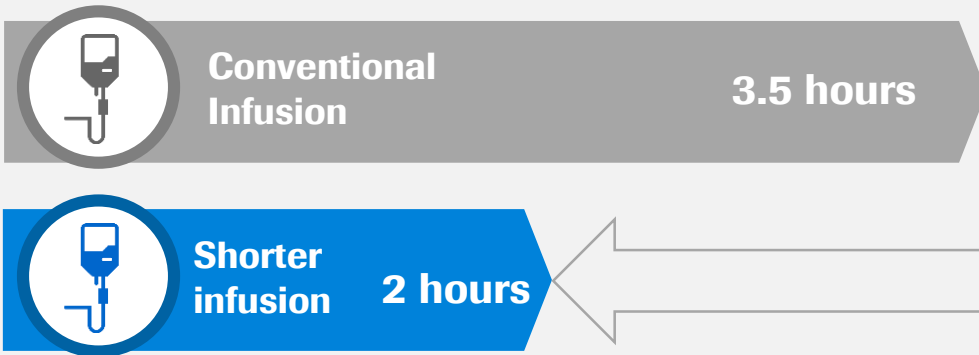 Conventional
Infusion
3.5 hours
Shorter
infusion
2 hours